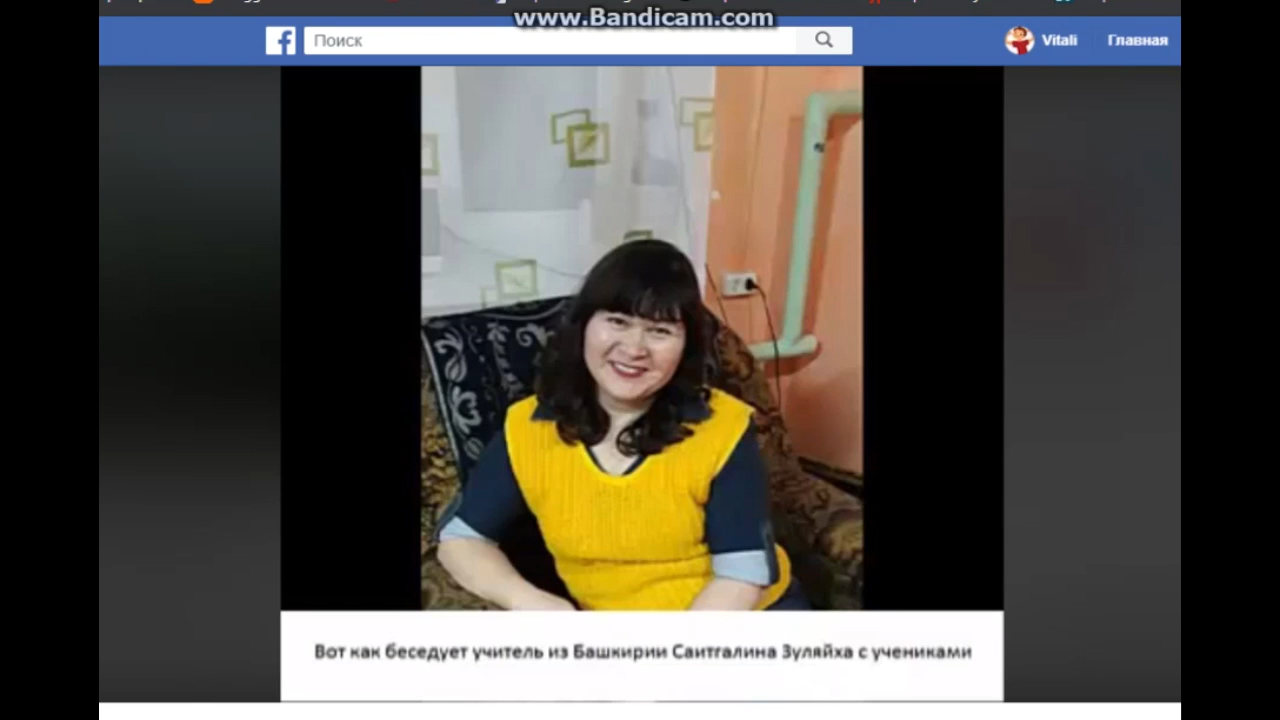 www.Bandicam.com
Поиск
Vitali
Главная
Вот как беседует учитель из Башкирии Саитгалина Зуляйха с учениками